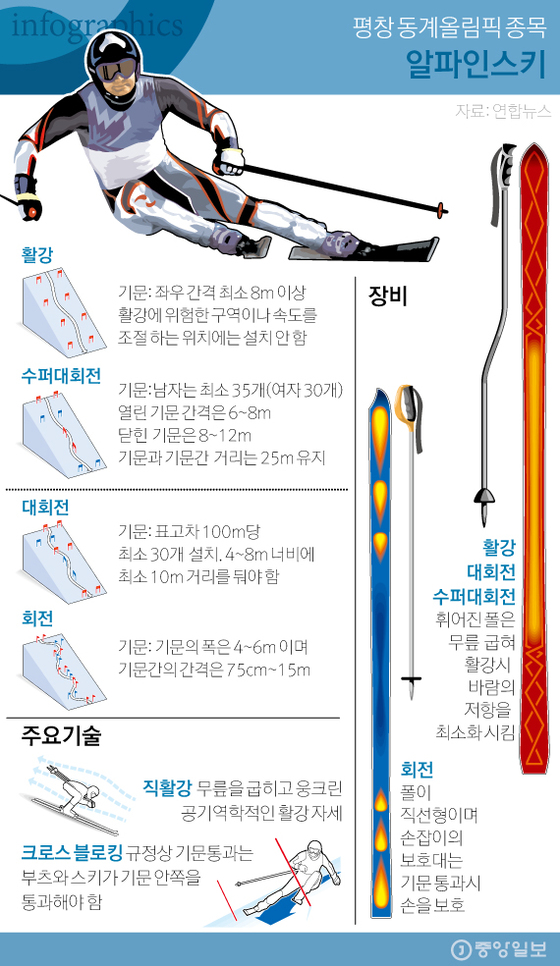 infographics
평창 동계올림픽 종목
알파인스키
자료: 연합뉴스
활강
기문: 좌우 간격 최소 8m 이상
활강에 위험한 구역이나 속도를
조절 하는 위치에는 설치 안 함
수퍼대회전
기문:남자는 최소 35개(여자 30개)
열린 기문 간격은 6~8m
닫힌 기문은 8~12m
기문과 기문간 거리는 25m 유지
대회전
기문: 표고차 100m당
최소 30개 설치. 4~8m 너비에
최소 10m 거리를 둬야 함
회전
기문: 기문의 폭은 4~6m 이며
기문간의 간격은 75cm~15m
주요기술
직활강 무릎을 굽히고 웅크린
공기역학적인 활강 자세
크로스 블로킹 규정상 기문통과는
부츠와 스키가 기문 안쪽을
통과해야 함
장비
활강
대회전
수퍼대회전
휘어진 폴은
무릎 굽혀
활강시
바람의
저항을
최소화 시킴
회전
폴이
직선형이며
손잡이의
보호대는
기문 통과시
손을 보호
중앙일보